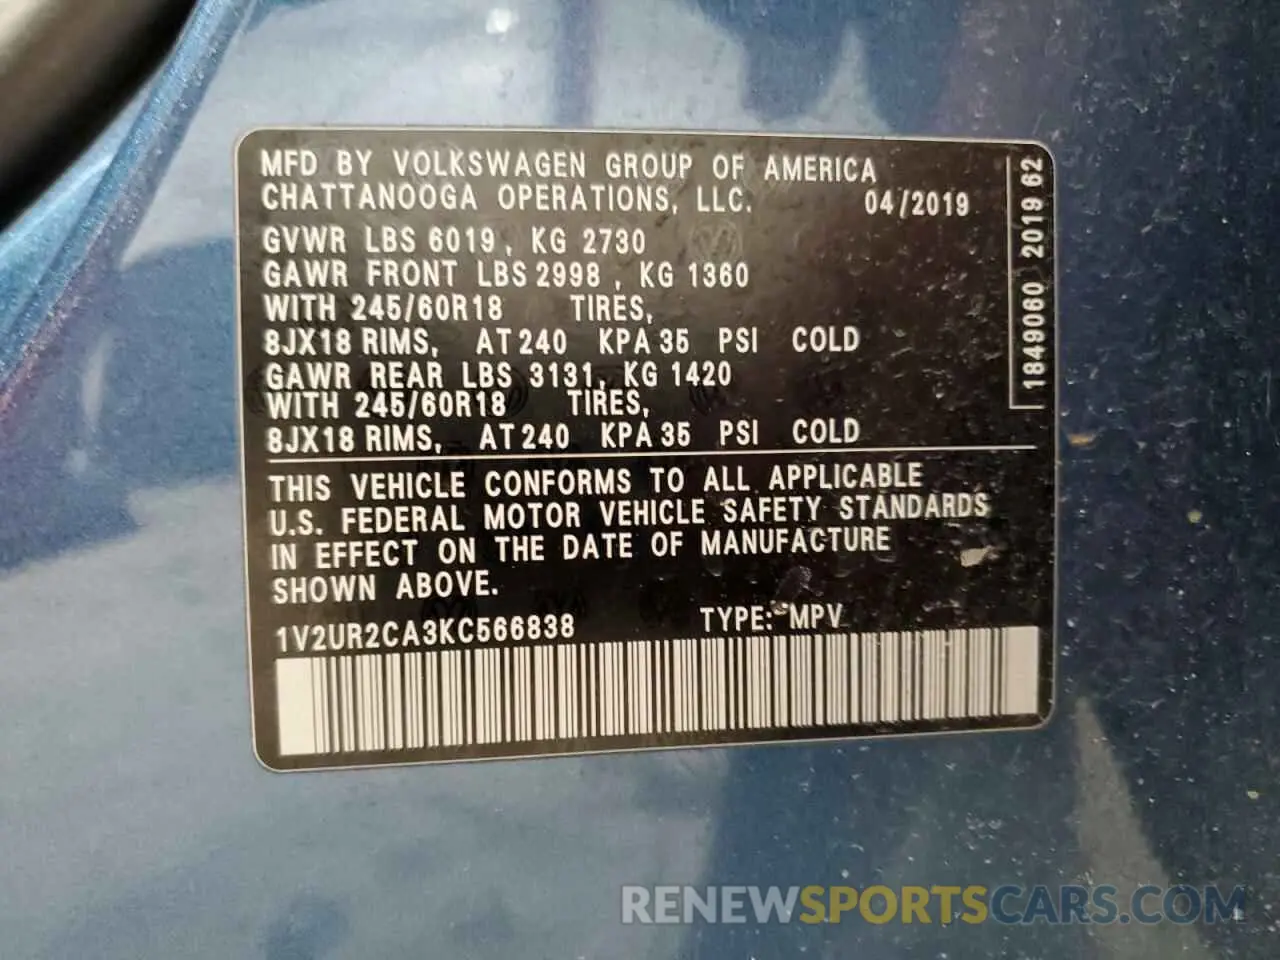 MFD BY VOLKSWAGEN GROUP OF AMERICA
CHATTANOOGA OPERATIONS, LLC. 04/2019
GVWR LBS 6019, KG 2730
GAWR FRONT LBS 2998, KG 1360
WITH 245/60R18 TIRES,
8JX18 RIMS, AT 240 KPA 35 PSI COLD
GAWR REAR LBS 3131, KG 1420
WITH 245/60R18 TIRES,
8JX18 RIMS, AT 240 KPA 35 PSI COLD
1849060 2019 62
THIS VEHICLE CONFORMS TO ALL APPLICABLE
U.S. FEDERAL MOTOR VEHICLE SAFETY STANDARDS
IN EFFECT ON THE DATE OF MANUFACTURE
SHOWN ABOVE.
1V2UR2CA3KC566838 TYPE: MPV
RENEWSPORTSCARS.COM